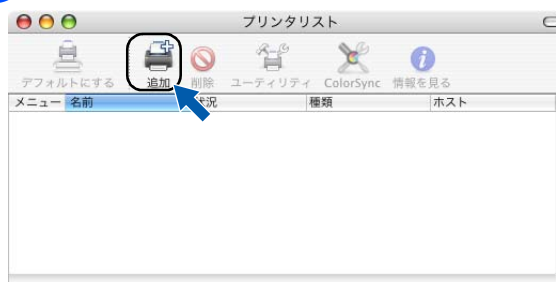 プリンタリスト
デフォルトにする 追加 削除 ユーティリティ ColorSync 情報を見る
メニュー 名前 状況 種類 ホスト